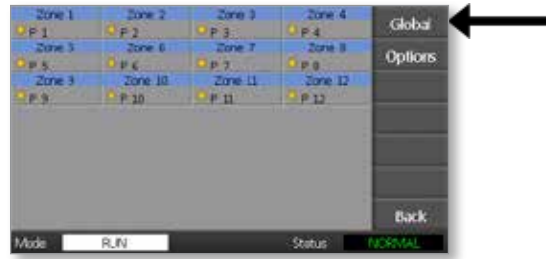 Zone 1 Zone 2 Zone 3 Zone 4 Global
P 1 P 2 P 3 P 4
Zone 5 Zone 6 Zone 7 Zone 8 Options
P 5 P 6 P 7 P 8
Zone 9 Zone 10 Zone 11 Zone 12
P 9 P 10 P 11 P 12
Back
Mode RUN Status NORMAL